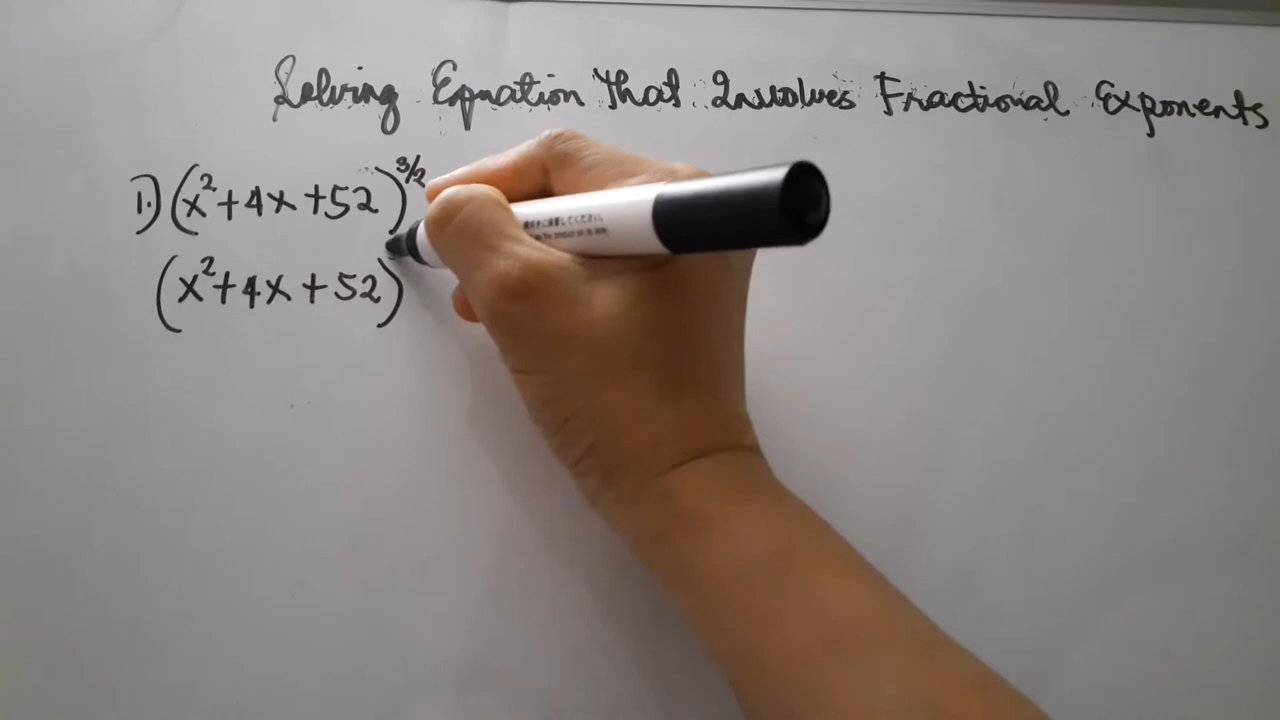 Solving Equation That Involves Fractional Exponents
1.) (x²+4x+52)^3/2
(x²+4x+52)